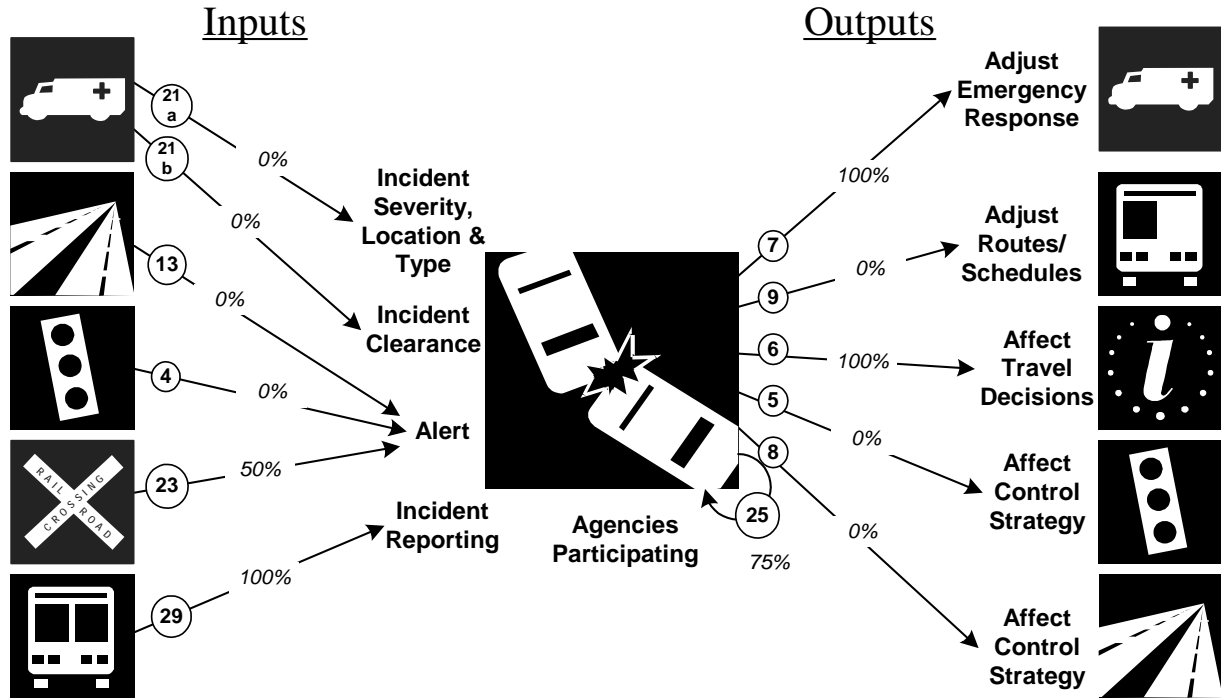 Inputs
Outputs
21
a
21
b
13
4
23
29
0%
0%
0%
0%
50%
100%
Incident
Severity,
Location &
Type
Incident
Clearance
Alert
Incident
Reporting
RAIL
ROAD
CROSSING
Agencies
Participating
25
75%
7
9
6
5
8
100%
0%
100%
0%
0%
Adjust
Emergency
Response
Adjust
Routes/
Schedules
Affect
Travel
Decisions
i
Affect
Control
Strategy
Affect
Control
Strategy